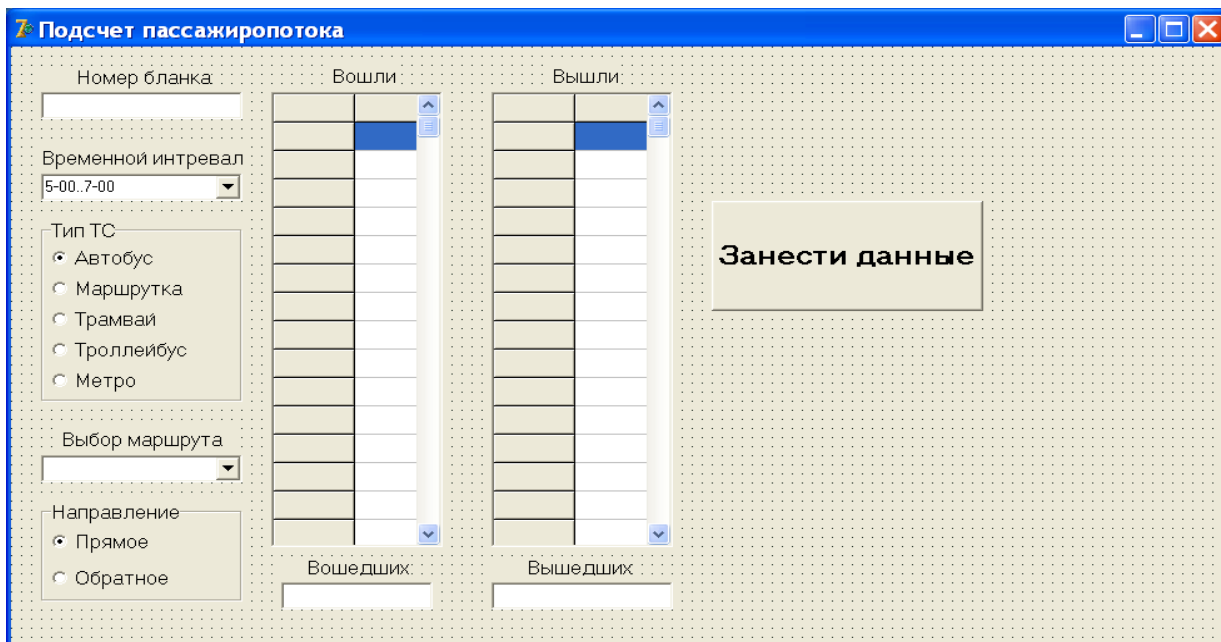 Подсчет пассажиропотока
Номер бланка
Вошли
Вышли
Временной интревал
5-00..7-00
Тип ТС
Автобус
Маршрутка
Трамвай
Троллейбус
Метро
Занести данные
Выбор маршрута
Направление
Прямое
Обратное
Вошедших
Вышедших